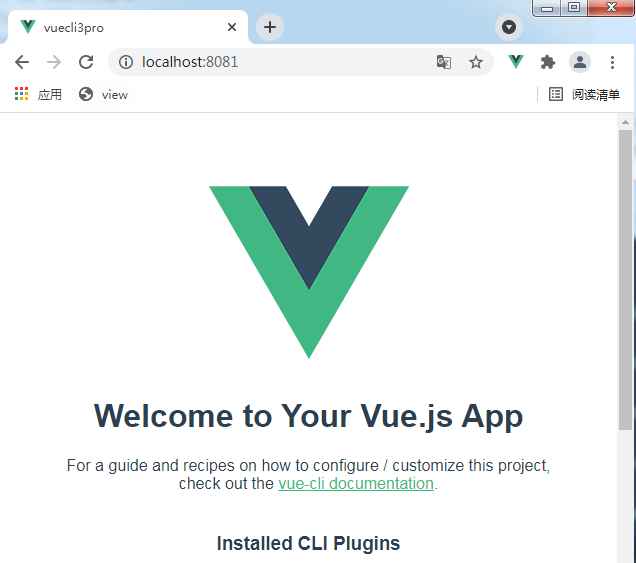 vuecli3pro
localhost:8081
应用 view 阅读清单
Welcome to Your Vue.js App
For a guide and recipes on how to configure / customize this project,
check out the vue-cli documentation.
Installed CLI Plugins